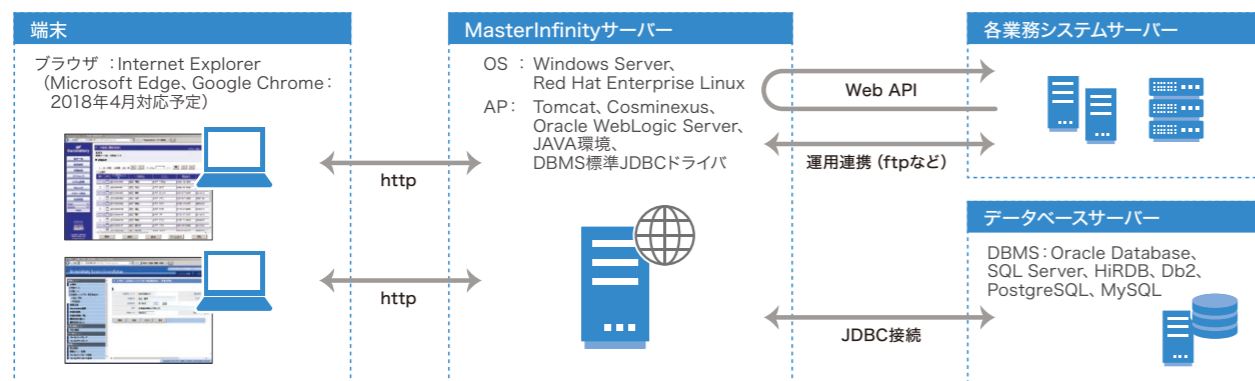 端末
ブラウザ ：Internet Explorer
（Microsoft Edge、Google Chrome：
2018年4月対応予定）
http
http
MasterInfinityサーバー
OS ： Windows Server、
Red Hat Enterprise Linux
AP： Tomcat、Cosminexus、
Oracle WebLogic Server、
JAVA環境、
DBMS標準JDBCドライバ
Web API
運用連携（ftpなど）
JDBC接続
各業務システムサーバー
データベースサーバー
DBMS：Oracle Database、
SQL Server、HiRDB、Db2、
PostgreSQL、MySQL